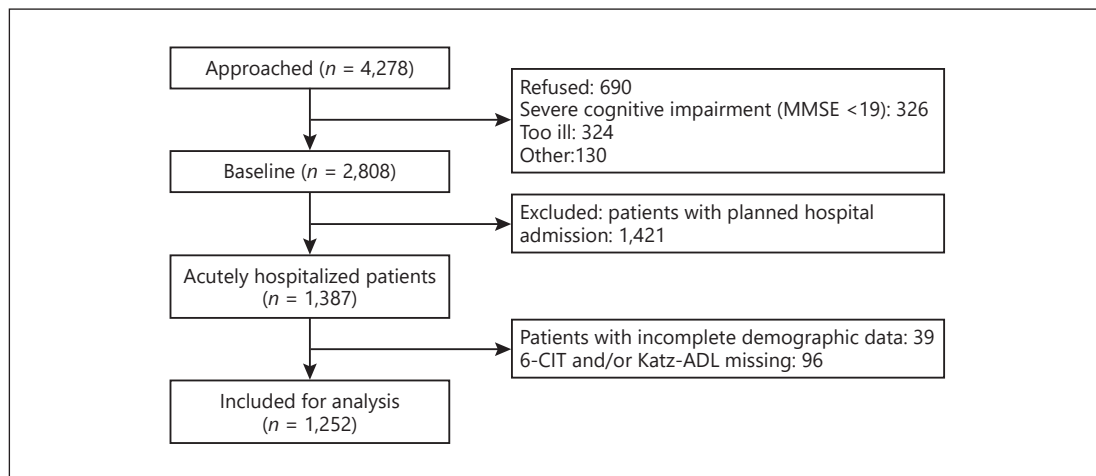 Approached (n = 4,278)
Refused: 690
Severe cognitive impairment (MMSE <19): 326
Too ill: 324
Other:130
Baseline (n = 2,808)
Excluded: patients with planned hospital
admission: 1,421
Acutely hospitalized patients
(n = 1,387)
Patients with incomplete demographic data: 39
6-CIT and/or Katz-ADL missing: 96
Included for analysis
(n = 1,252)